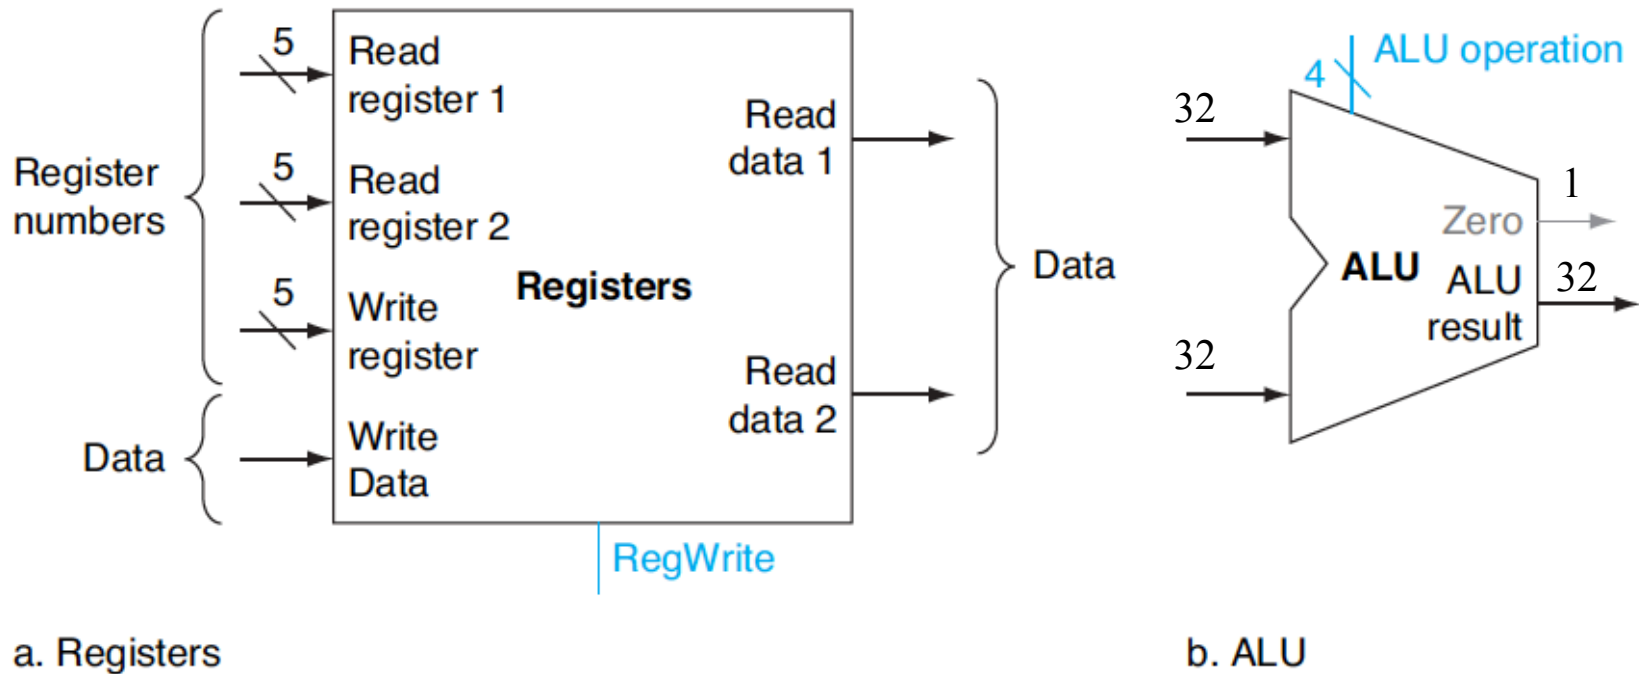 5
Read
register 1
5
Read
register 2
Register
numbers
5
Write
register
Registers
Read
data 1
Read
data 2
Data
Write
Data
Data
RegWrite
a. Registers
4
ALU operation
32
32
Zero
1
ALU
ALU
result
32
b. ALU